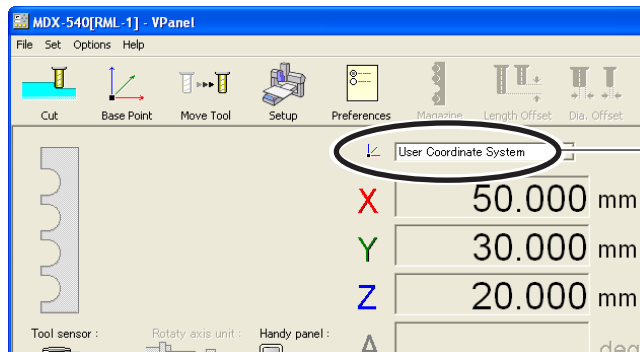 MDX-540[RML-1] - VPanel
File Set Options Help
Cut Base Point Move Tool Setup Preferences Magazine Length Offset Dia. Offset
User Coordinate System
X 50.000 mm
Y 30.000 mm
Z 20.000 mm
Tool sensor : Rotaty axis unit : Handy panel :
A deg